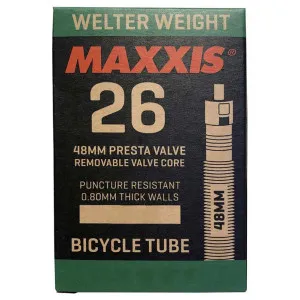 WELTER WEIGHT
MAXXIS®
26
48MM PRESTA VALVE
REMOVABLE VALVE CORE
PUNCTURE RESISTANT
0.80MM THICK WALLS
48MM
BICYCLE TUBE